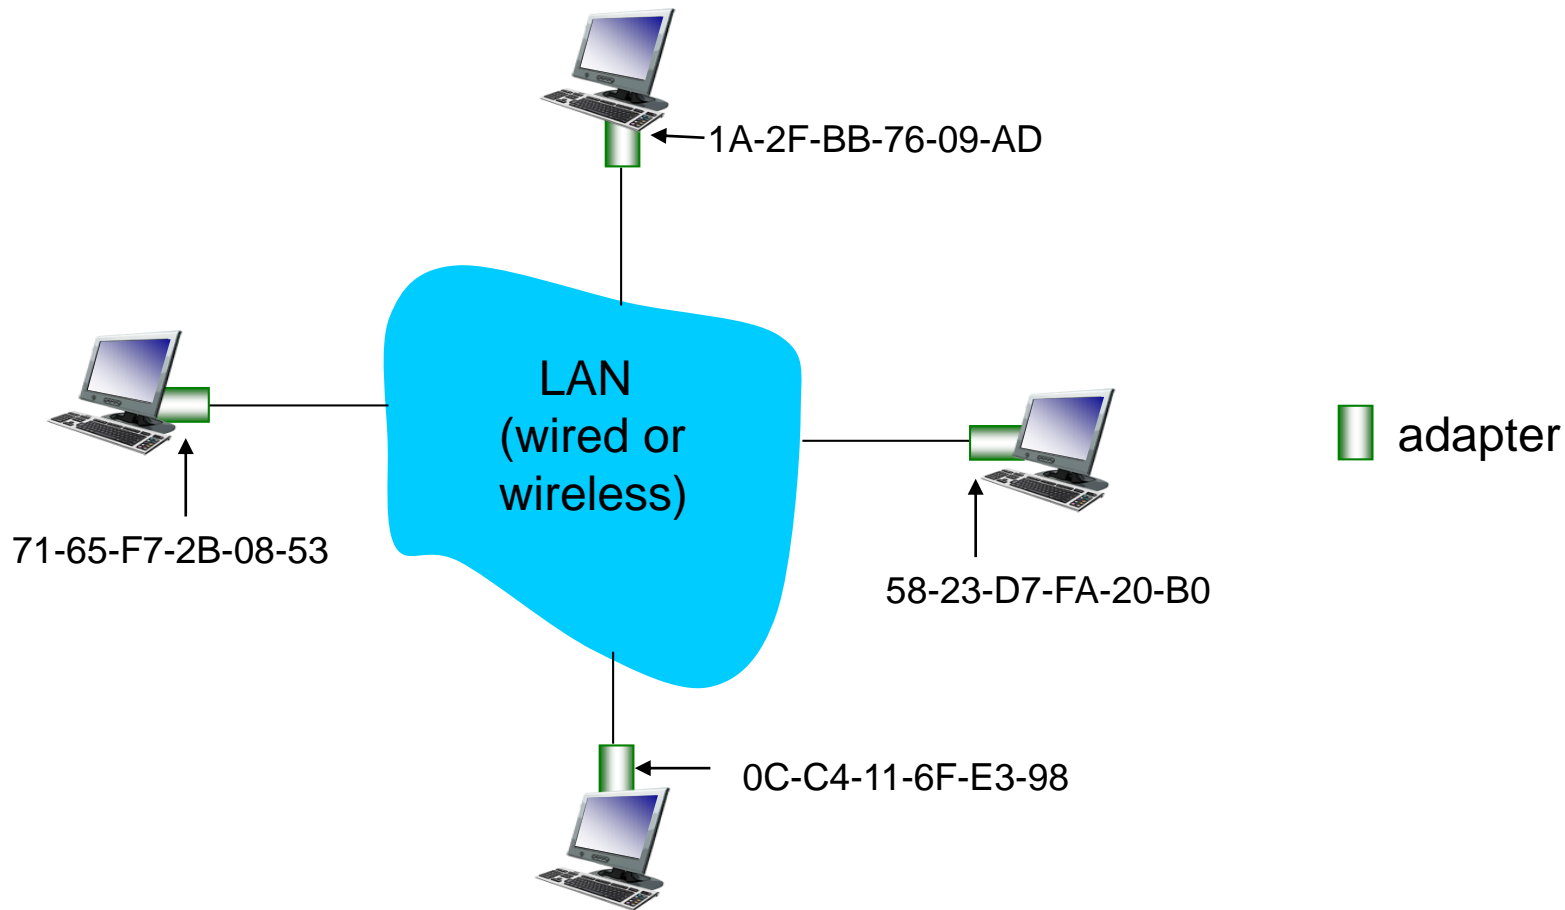 1A-2F-BB-76-09-AD
LAN
(wired or
wireless)
adapter
71-65-F7-2B-08-53
58-23-D7-FA-20-B0
0C-C4-11-6F-E3-98